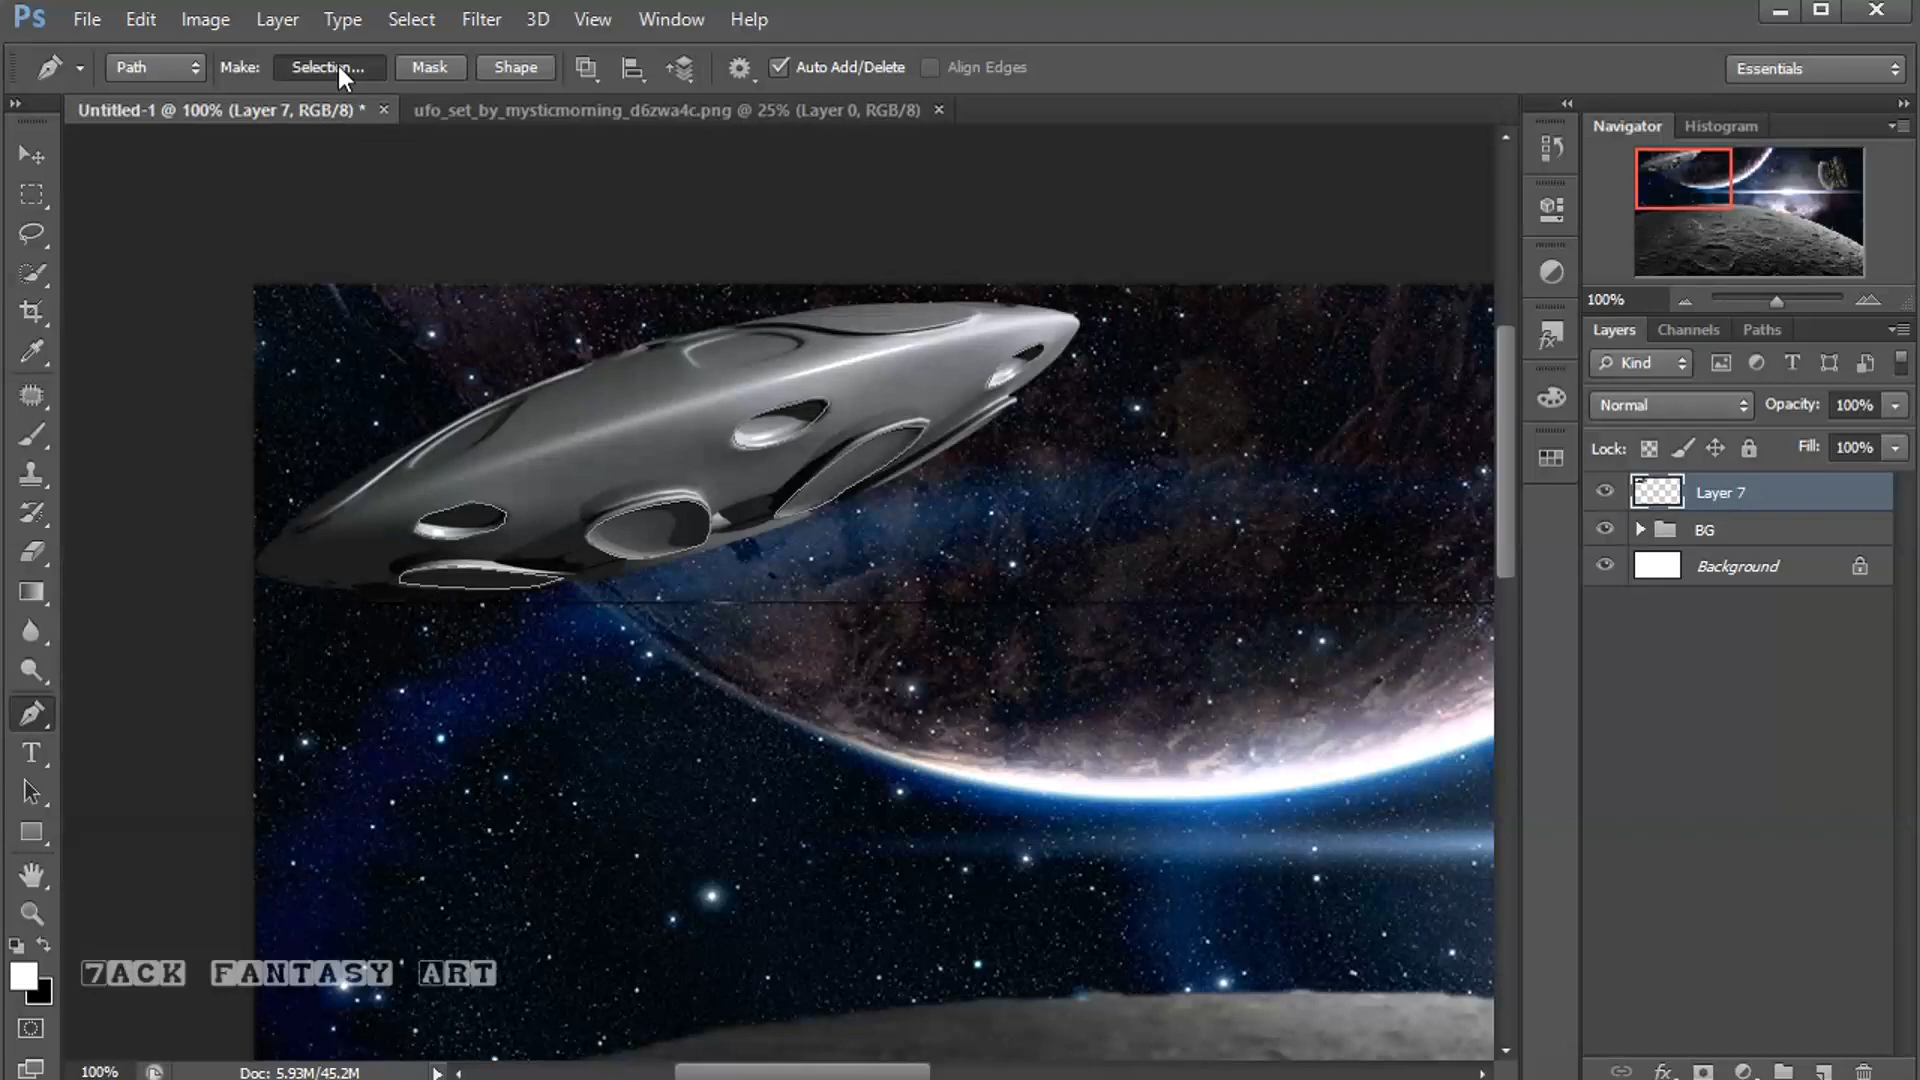 Ps File Edit Image Layer Type Select Filter 3D View Window Help
Path Make: Selection... Mask Shape Auto Add/Delete Align Edges Essentials
Untitled-1 @ 100% (Layer 7, RGB/8) * × ufo_set_by_mysticmorning_d6zwa4c.png @ 25% (Layer 0, RGB/8) ×
Navigator Histogram
100%
Layers Channels Paths
Kind
Normal Opacity: 100%
Lock: Fill: 100%
Layer 7
BG
Background
7ACK FANTASY ART
100% Doc: 5.93M/45.2M